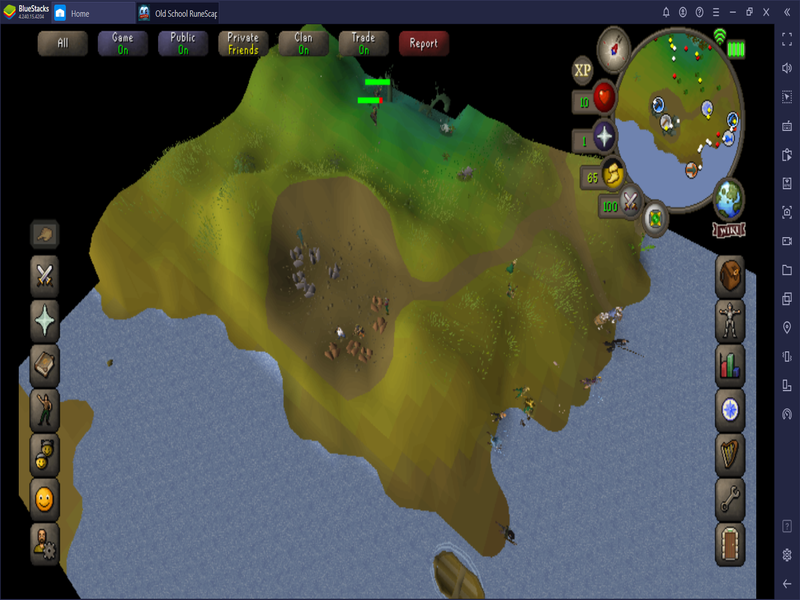 BlueStacks
4.240.15.4204
Home
Old School RuneScap
All
Game
On
Public
On
Private
Friends
Clan
On
Trade
On
Report
XP
10
1
65
100
WIKI